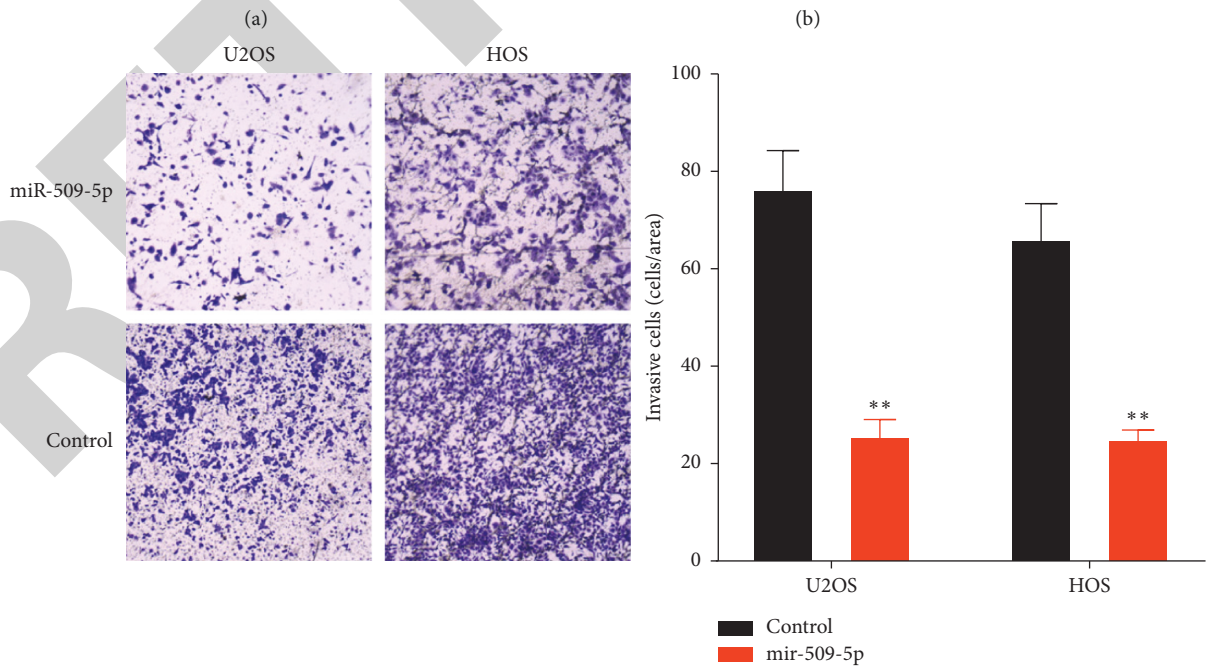 (a)
(b)
U2OS
HOS
miR-509-5p
Control
Invasive cells (cells/area)
100
80
60
40
20
0
**
**
U2OS
HOS
Control
mir-509-5p